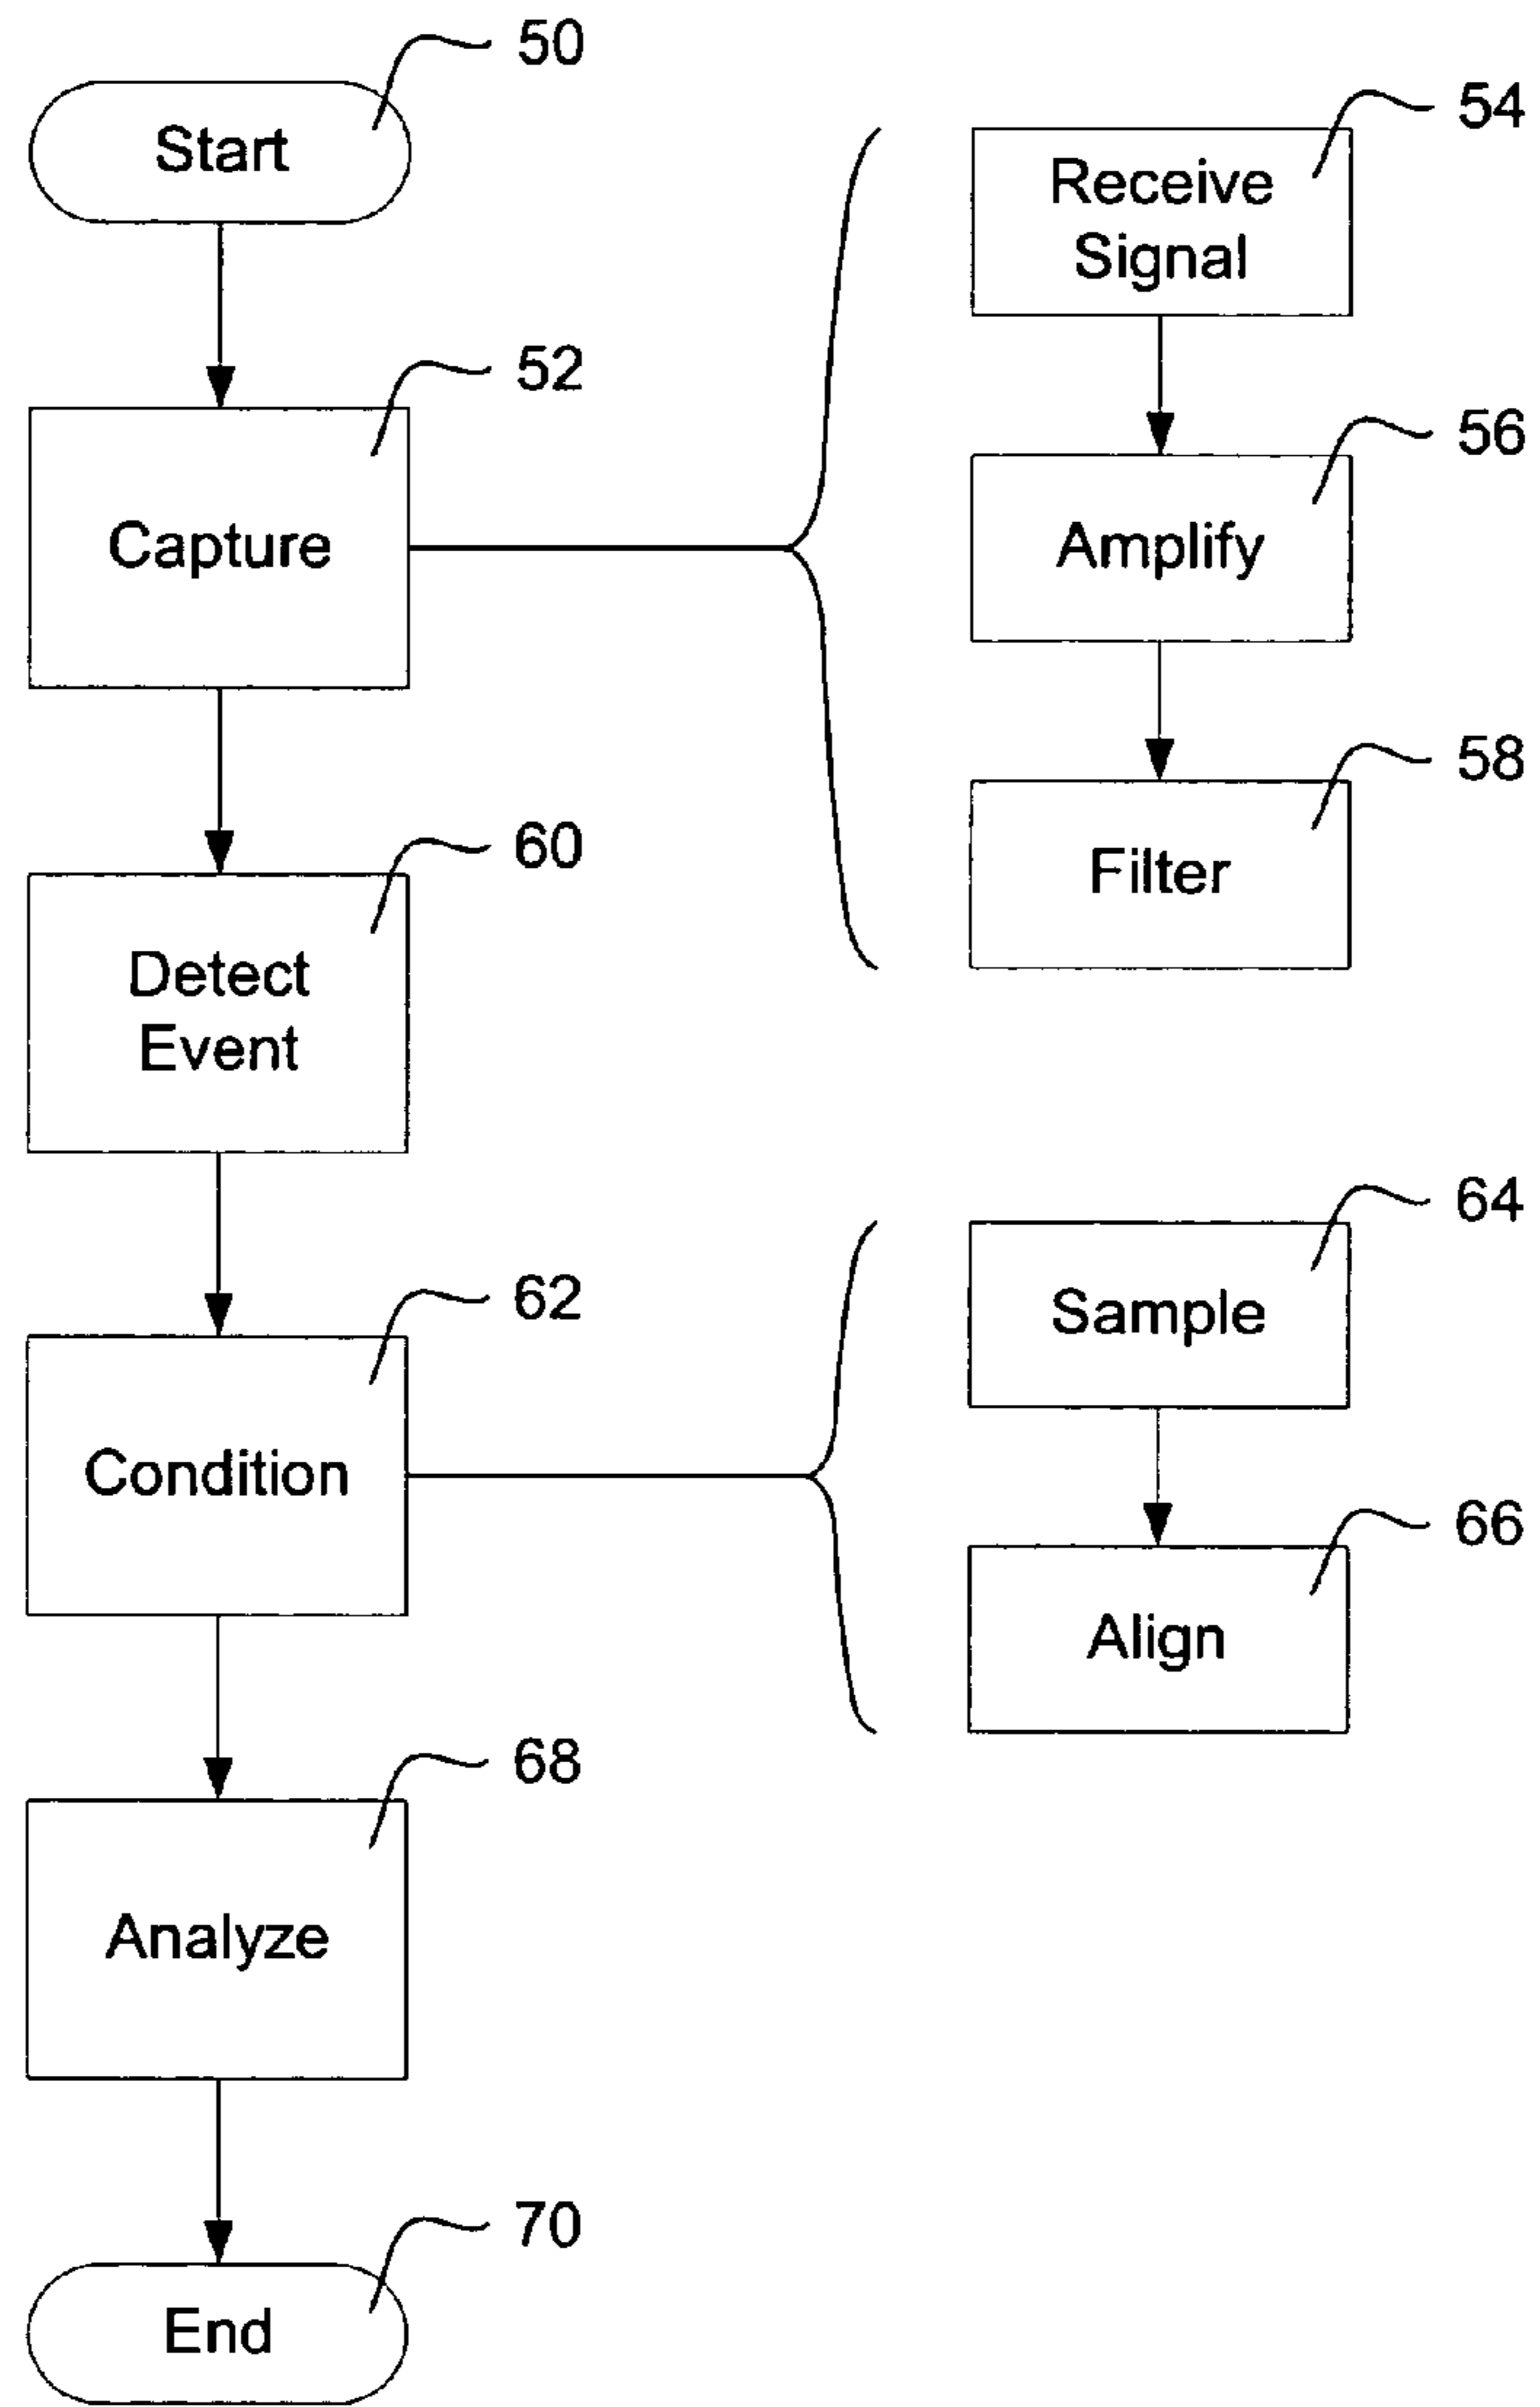 50
Start
52
Capture
54
Receive
Signal
56
Amplify
58
Filter
60
Detect
Event
62
Condition
64
Sample
66
Align
68
Analyze
70
End